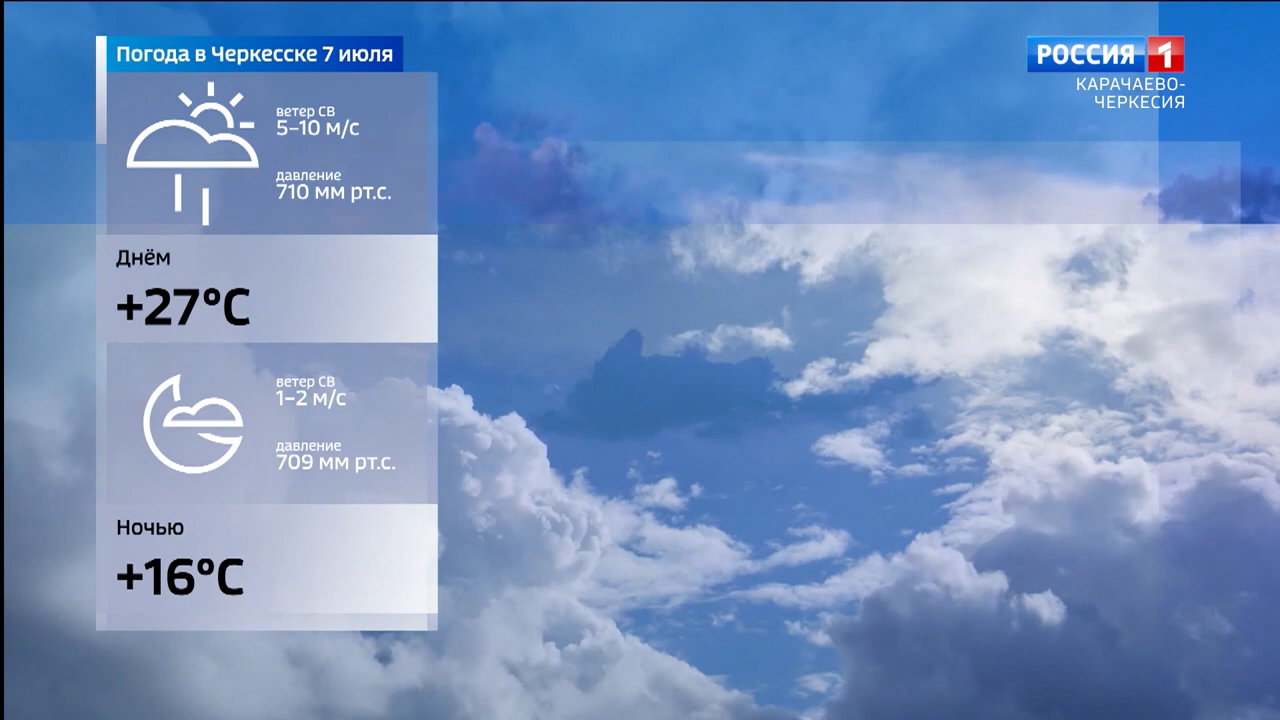 Погода в Черкесске 7 июля
РОССИЯ 1
КАРАЧАЕВО-
ЧЕРКЕСИЯ
ветер СВ
5–10 м/с
давление
710 мм рт.с.
Днём
+27°C
ветер СВ
1–2 м/с
давление
709 мм рт.с.
Ночью
+16°C